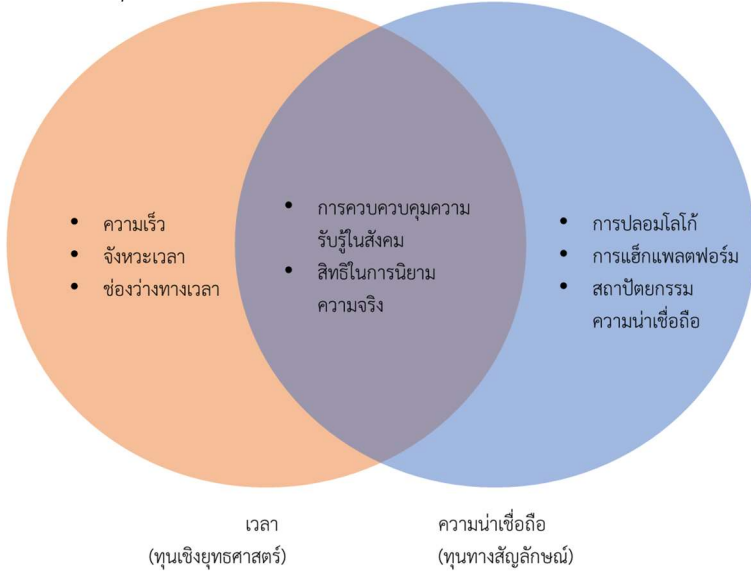 • ความเร็ว
• จังหวะเวลา
• ช่องว่างทางเวลา
• การควบควบคุมความ
รับรู้ในสังคม
• สิทธิในการนิยาม
ความจริง
• การปลอมโลโก้
• การแฮ็กแพลตฟอร์ม
• สถาปัตยกรรม
ความน่าเชื่อถือ
เวลา
(ทุนเชิงยุทธศาสตร์)
ความน่าเชื่อถือ
(ทุนทางสัญลักษณ์)